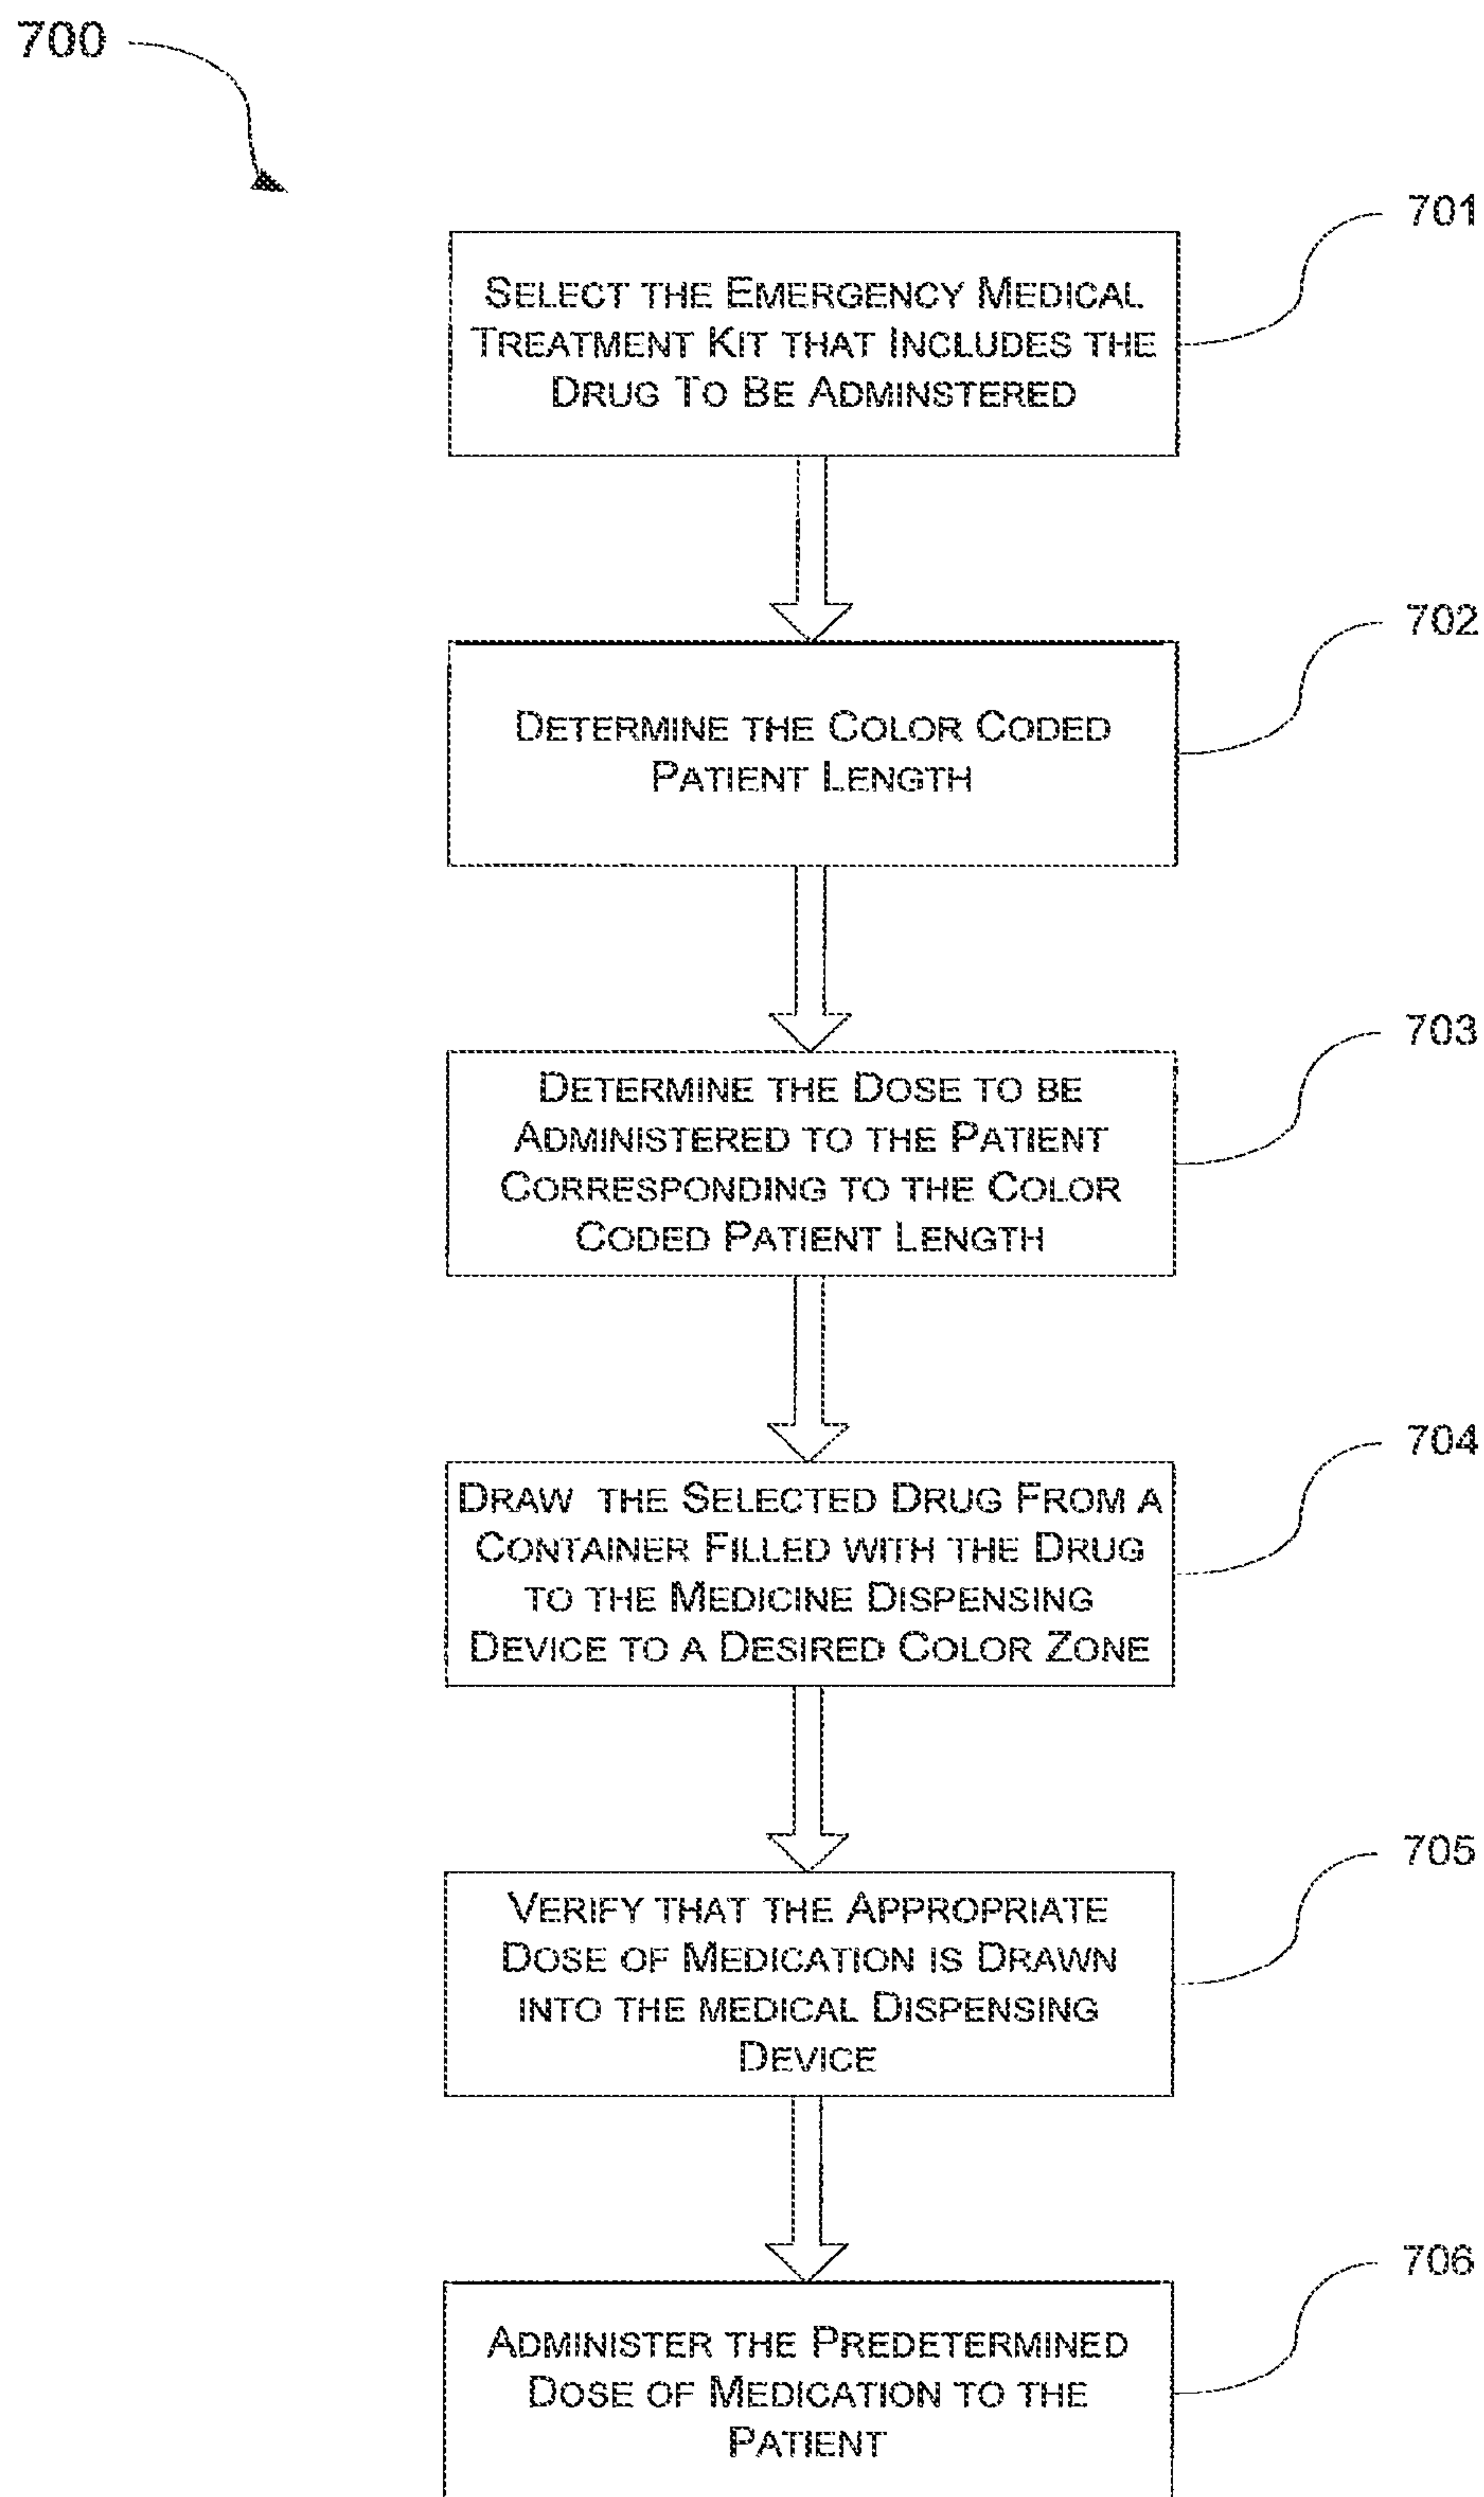 700
701
SELECT THE EMERGENCY MEDICAL
TREATMENT KIT THAT INCLUDES THE
DRUG TO BE ADMINSTERED
702
DETERMINE THE COLOR CODED
PATIENT LENGTH
703
DETERMINE THE DOSE TO BE
ADMINISTERED TO THE PATIENT
CORRESPONDING TO THE COLOR
CODED PATIENT LENGTH
704
DRAW THE SELECTED DRUG FROM A
CONTAINER FILLED WITH THE DRUG
TO THE MEDICINE DISPENSING
DEVICE TO A DESIRED COLOR ZONE
705
VERIFY THAT THE APPROPRIATE
DOSE OF MEDICATION IS DRAWN
INTO THE MEDICAL DISPENSING
DEVICE
706
ADMINISTER THE PREDETERMINED
DOSE OF MEDICATION TO THE
PATIENT